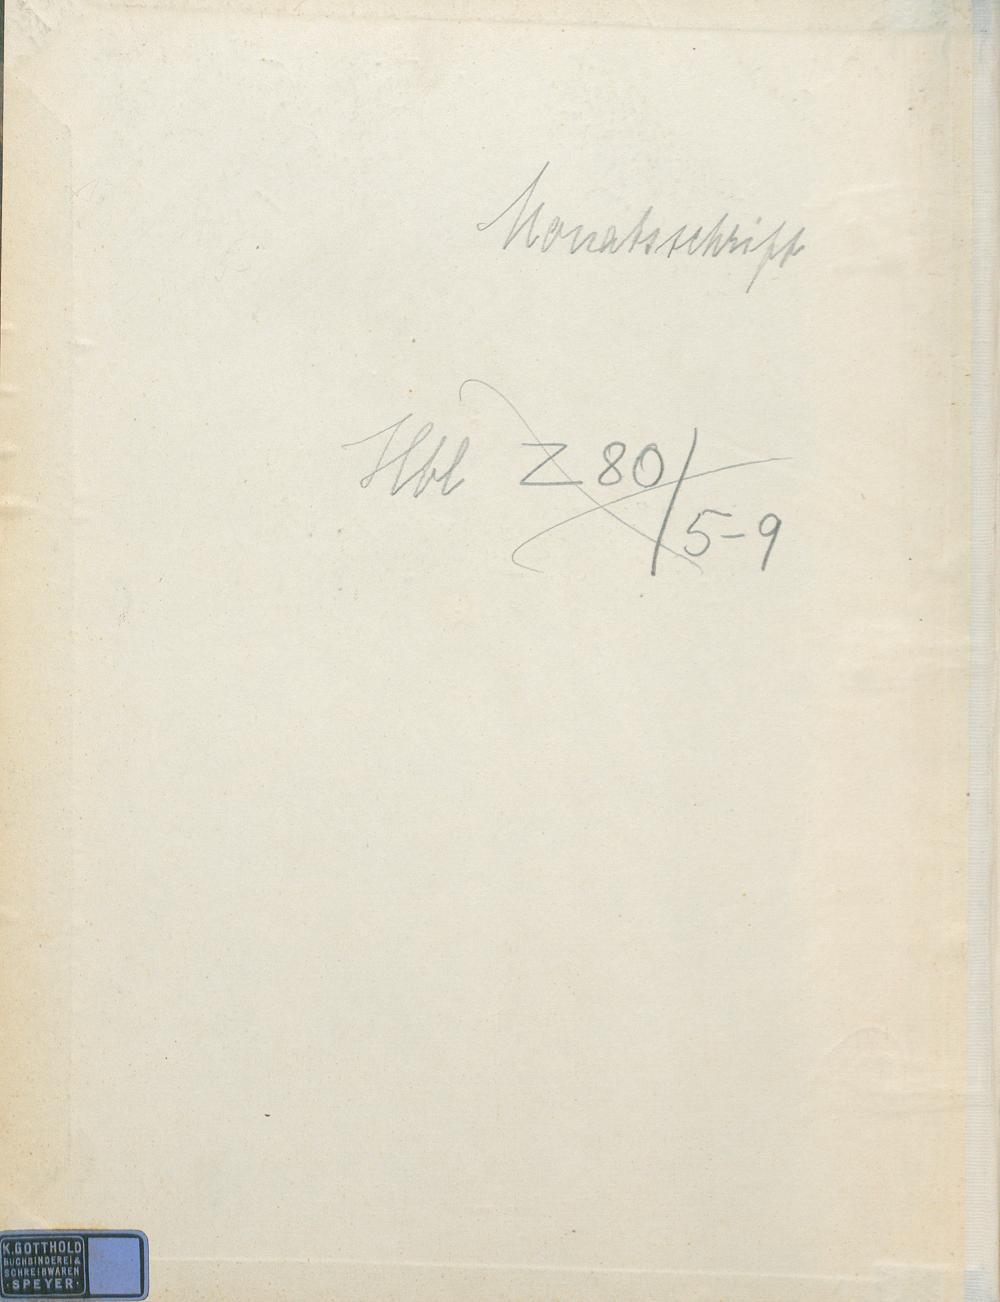 Monatsschrift
Hbl Z 80/5-9
K. GOTTHOLD
BUCHBINDEREI &
SCHREIBWAREN
· SPEYER ·